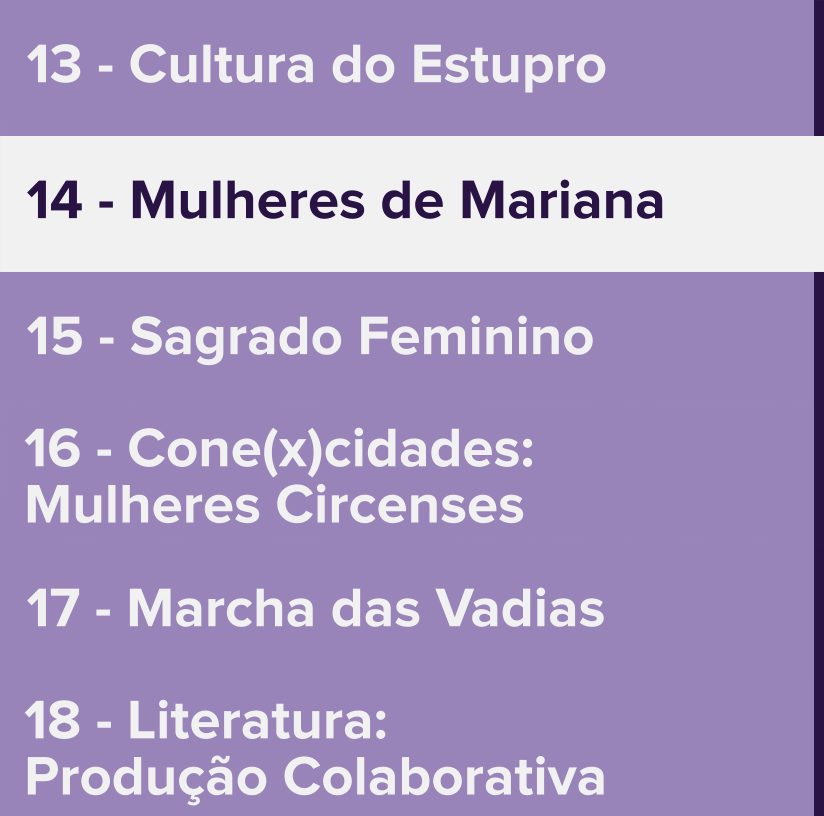 13 - Cultura do Estupro
14 - Mulheres de Mariana
15 - Sagrado Feminino
16 - Cone(x)cidades:
Mulheres Circenses
17 - Marcha das Vadias
18 - Literatura:
Produção Colaborativa